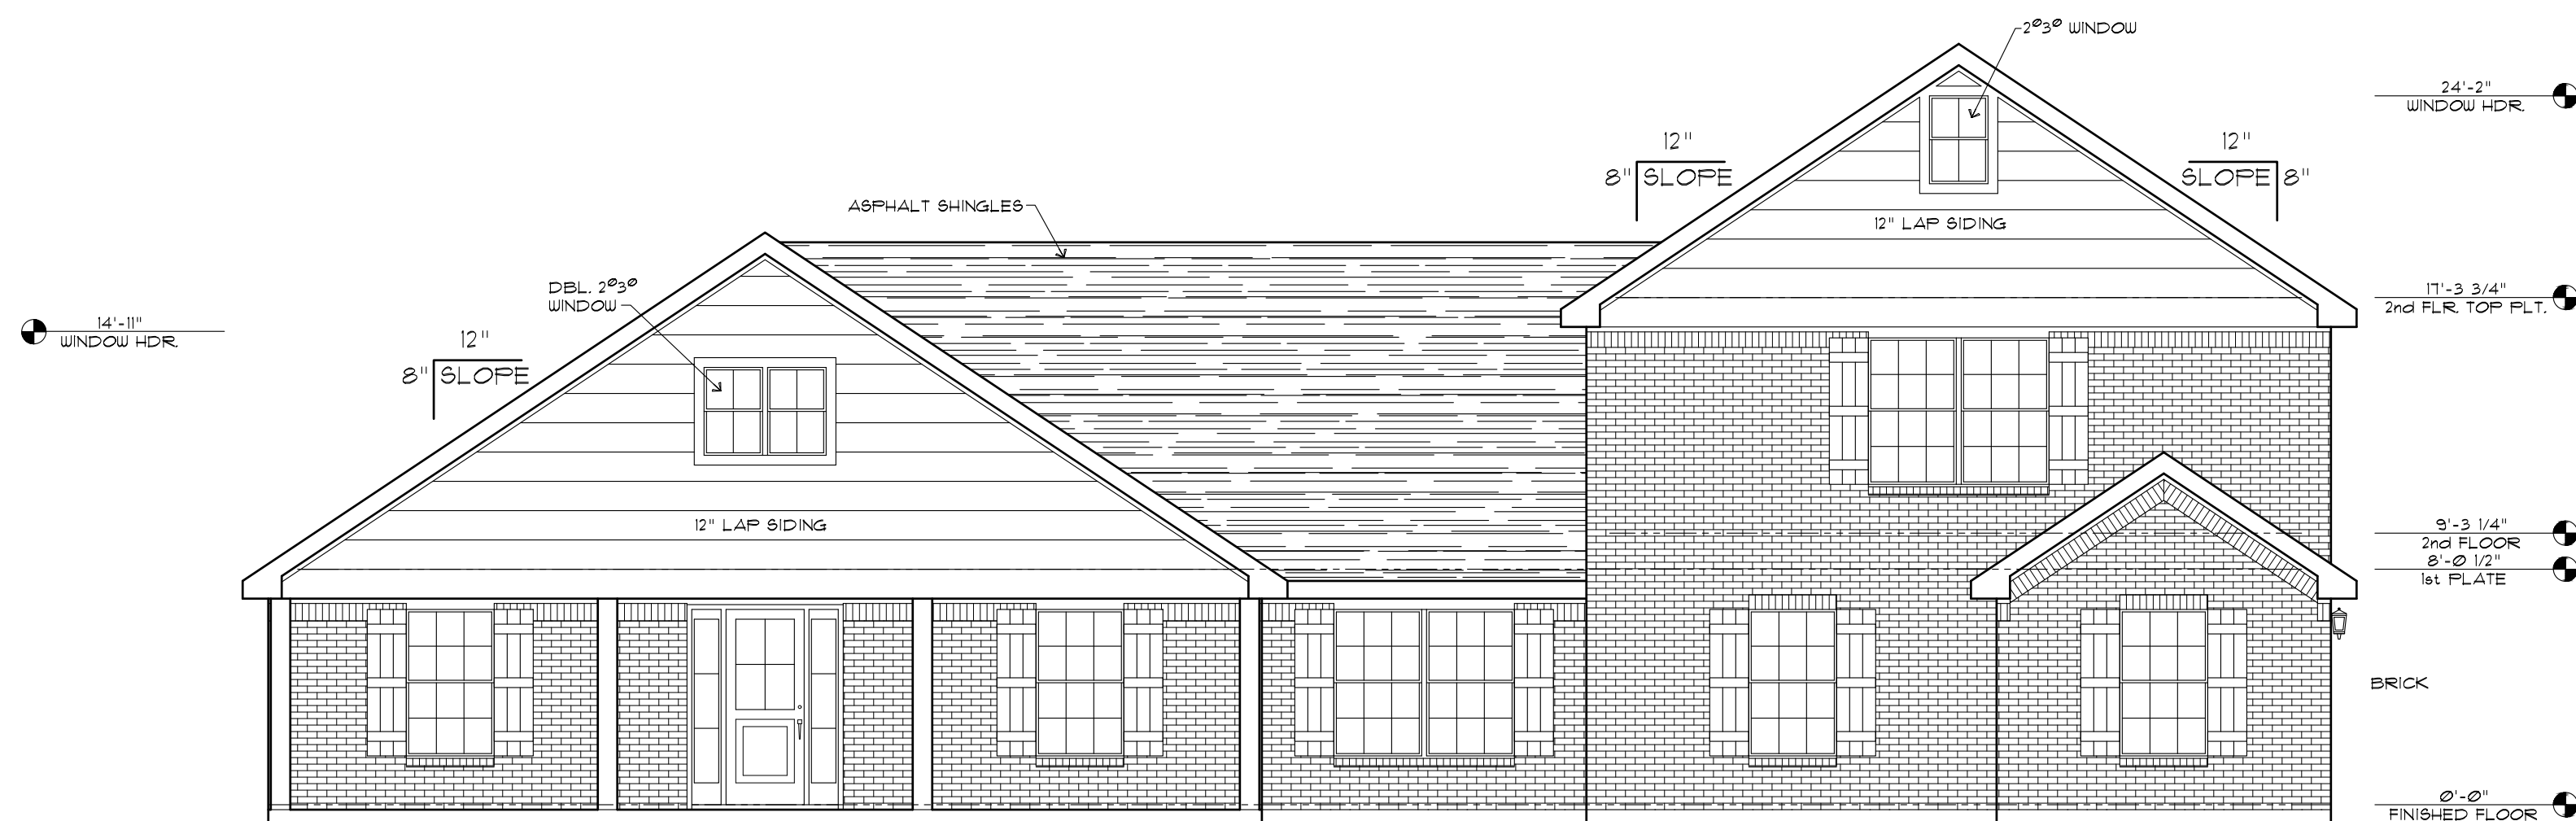 2⁰3⁰ WINDOW
24'-2"
WINDOW HDR.
12"
8" SLOPE
12"
SLOPE 8"
ASPHALT SHINGLES
12" LAP SIDING
DBL. 2⁰3⁰
WINDOW
17'-3 3/4"
2nd FLR. TOP PLT.
14'-11"
WINDOW HDR.
12"
8" SLOPE
12" LAP SIDING
9'-3 1/4"
2nd FLOOR
8'-0 1/2"
1st PLATE
BRICK
0'-0"
FINISHED FLOOR